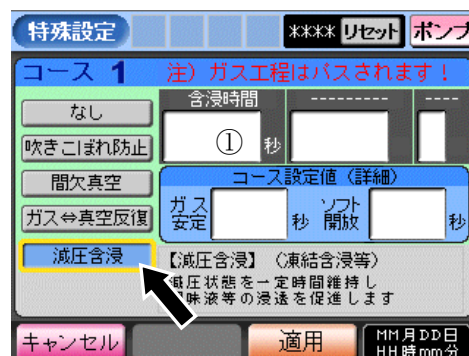 特殊設定
**** リセット ポンプ
コース 1 注）ガス工程はパスされます！
なし
吹きこぼれ防止
間欠真空
ガス⇔真空反復
減圧含浸
含浸時間 --------- ----
① 秒
コース設定値（詳細）
ガス安定 秒 ソフト開放 秒
【減圧含浸】（凍結含浸等）
減圧状態を一定時間維持し
味液等の浸透を促進します
キャンセル 適用 MM月DD日
HH時mm分